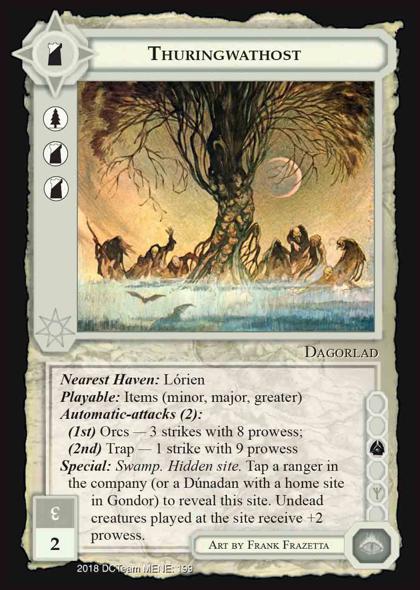 Thuringwathost
Dagorlad
Nearest Haven: Lórien
Playable: Items (minor, major, greater)
Automatic-attacks (2):
(1st) Orcs — 3 strikes with 8 prowess;
(2nd) Trap — 1 strike with 9 prowess
Special: Swamp. Hidden site. Tap a ranger in
the company (or a Dúnadan with a home site
in Gondor) to reveal this site. Undead
creatures played at the site receive +2
prowess.
ε
2
Art by Frank Frazetta
2018 DCTeam MENE: 199